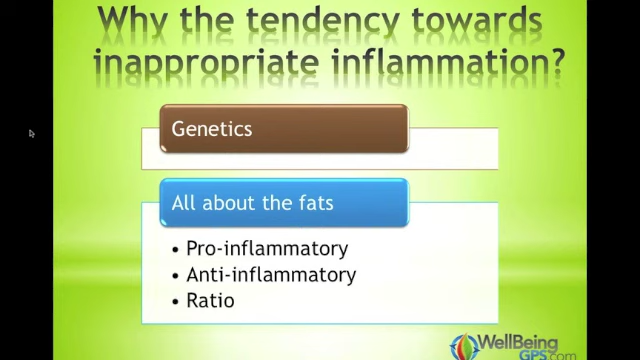 Why the tendency towards
inappropriate inflammation?
Genetics
All about the fats
• Pro-inflammatory
• Anti-inflammatory
• Ratio
WellBeing
GPS.com